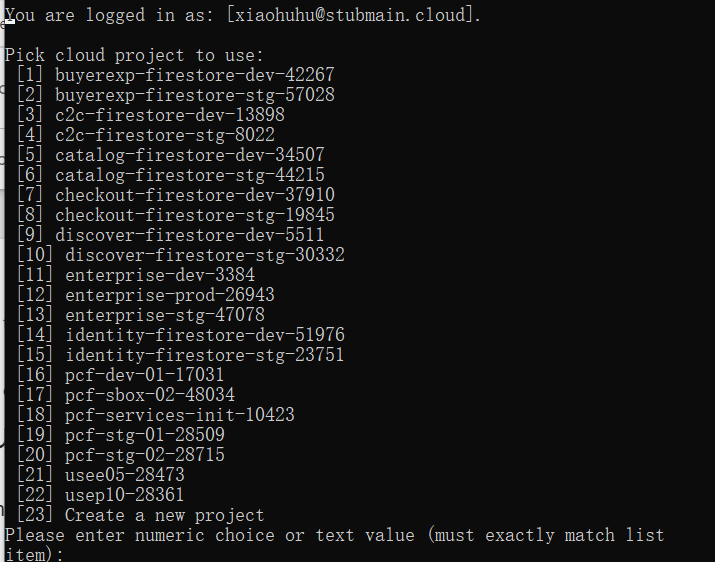 You are logged in as: [xiaohuhu@stubmain.cloud].
Pick cloud project to use:
[1] buyerexp-firestore-dev-42267
[2] buyerexp-firestore-stg-57028
[3] c2c-firestore-dev-13898
[4] c2c-firestore-stg-8022
[5] catalog-firestore-dev-34507
[6] catalog-firestore-stg-44215
[7] checkout-firestore-dev-37910
[8] checkout-firestore-stg-19845
[9] discover-firestore-dev-5511
[10] discover-firestore-stg-30332
[11] enterprise-dev-3384
[12] enterprise-prod-26943
[13] enterprise-stg-47078
[14] identity-firestore-dev-51976
[15] identity-firestore-stg-23751
[16] pcf-dev-01-17031
[17] pcf-sbox-02-48034
[18] pcf-services-init-10423
[19] pcf-stg-01-28509
[20] pcf-stg-02-28715
[21] usee05-28473
[22] usep10-28361
[23] Create a new project
Please enter numeric choice or text value (must exactly match list
item):